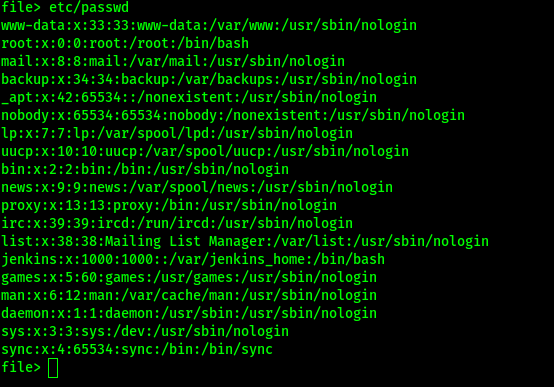 file> etc/passwd
www-data:x:33:33:www-data:/var/www:/usr/sbin/nologin
root:x:0:0:root:/root:/bin/bash
mail:x:8:8:mail:/var/mail:/usr/sbin/nologin
backup:x:34:34:backup:/var/backups:/usr/sbin/nologin
_apt:x:42:65534::/nonexistent:/usr/sbin/nologin
nobody:x:65534:65534:nobody:/nonexistent:/usr/sbin/nologin
lp:x:7:7:lp:/var/spool/lpd:/usr/sbin/nologin
uucp:x:10:10:uucp:/var/spool/uucp:/usr/sbin/nologin
bin:x:2:2:bin:/bin:/usr/sbin/nologin
news:x:9:9:news:/var/spool/news:/usr/sbin/nologin
proxy:x:13:13:proxy:/bin:/usr/sbin/nologin
irc:x:39:39:ircd:/run/ircd:/usr/sbin/nologin
list:x:38:38:Mailing List Manager:/var/list:/usr/sbin/nologin
jenkins:x:1000:1000::/var/jenkins_home:/bin/bash
games:x:5:60:games:/usr/games:/usr/sbin/nologin
man:x:6:12:man:/var/cache/man:/usr/sbin/nologin
daemon:x:1:1:daemon:/usr/sbin:/usr/sbin/nologin
sys:x:3:3:sys:/dev:/usr/sbin/nologin
sync:x:4:65534:sync:/bin:/bin/sync
file>